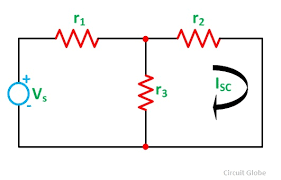 r1 r2
+
Vs
-
r3
ISC
Circuit Globe